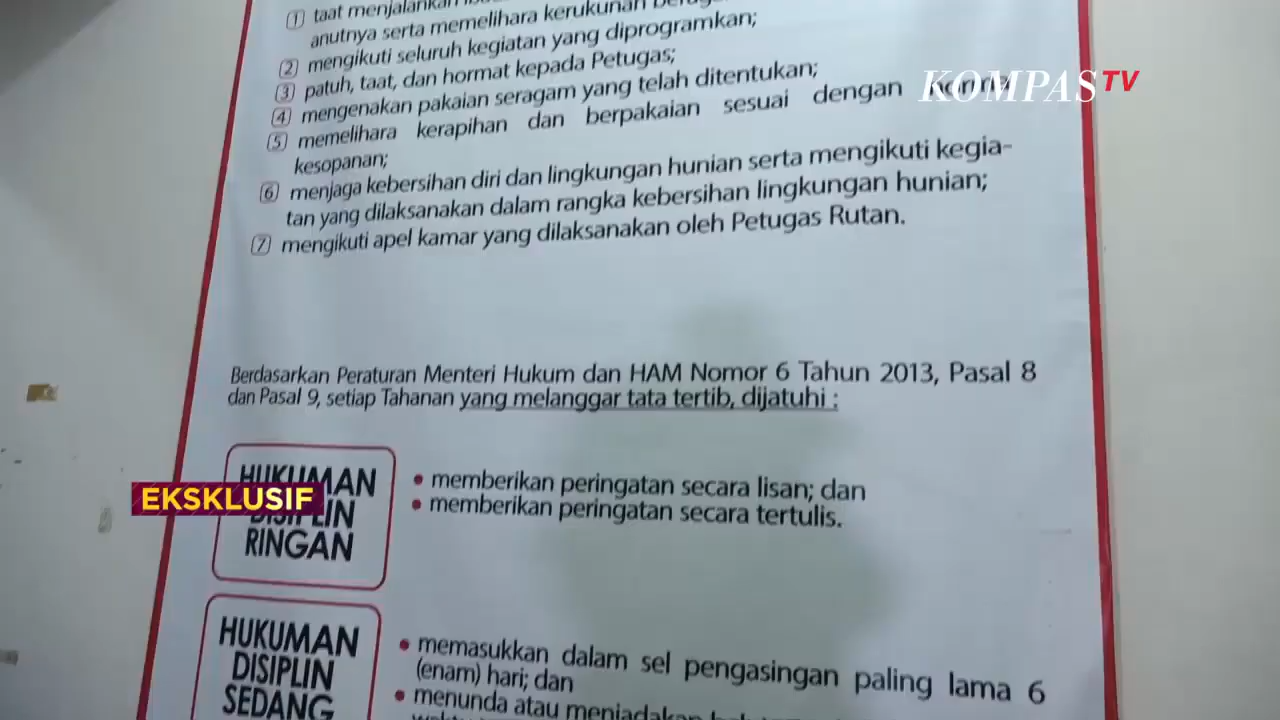 ① taat menjalankan
anutnya serta memelihara kerukunan
② mengikuti seluruh kegiatan yang diprogramkan;
③ patuh, taat, dan hormat kepada Petugas;
④ mengenakan pakaian seragam yang telah ditentukan;
⑤ memelihara kerapihan dan berpakaian sesuai dengan
kesopanan;
⑥ menjaga kebersihan diri dan lingkungan hunian serta mengikuti kegia-
tan yang dilaksanakan dalam rangka kebersihan lingkungan hunian;
⑦ mengikuti apel kamar yang dilaksanakan oleh Petugas Rutan.
KOMPAS TV
Berdasarkan Peraturan Menteri Hukum dan HAM Nomor 6 Tahun 2013, Pasal 8
dan Pasal 9, setiap Tahanan yang melanggar tata tertib, dijatuhi :
HUKUMAN
DISIPLIN
RINGAN
EKSKLUSIF
• memberikan peringatan secara lisan; dan
• memberikan peringatan secara tertulis.
HUKUMAN
DISIPLIN
SEDANG
• memasukkan dalam sel pengasingan paling lama 6
(enam) hari; dan
• menunda atau meniadakan